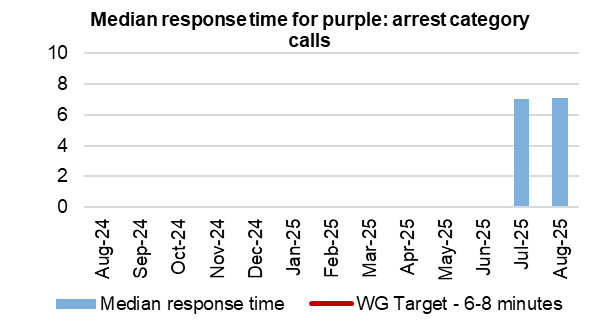 Median response time for purple: arrest category
calls
10
8
6
4
2
0
Aug-24
Sep-24
Oct-24
Nov-24
Dec-24
Jan-25
Feb-25
Mar-25
Apr-25
May-25
Jun-25
Jul-25
Aug-25
Median response time
WG Target - 6-8 minutes